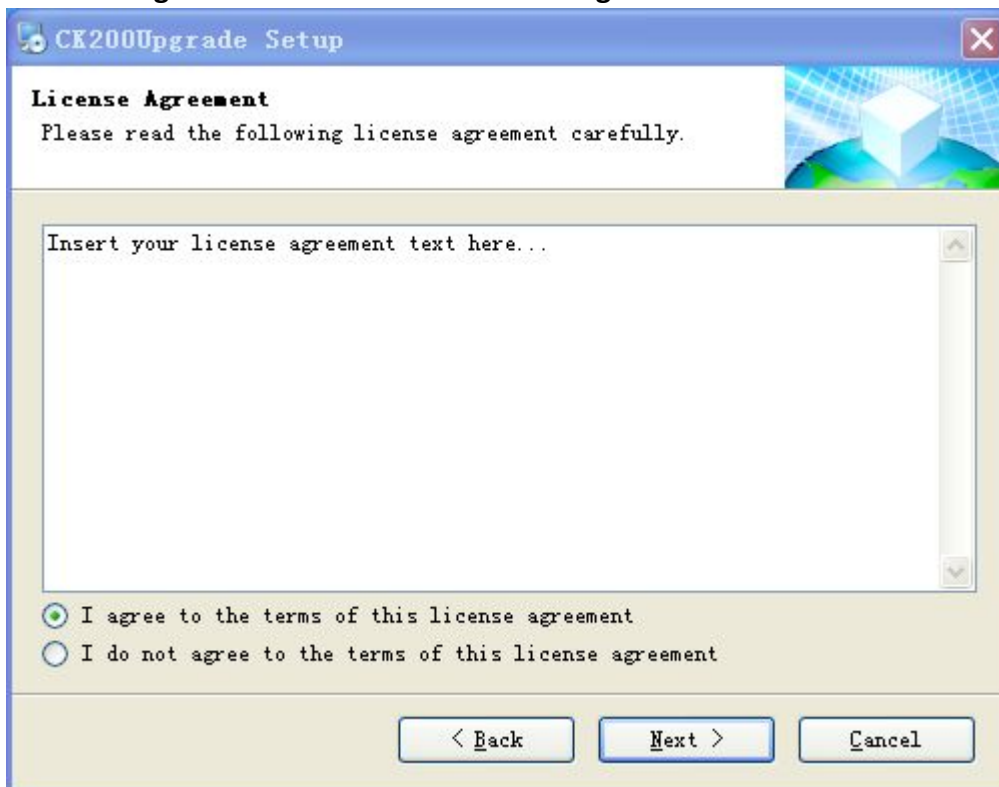 CK200Upgrade Setup
License Agreement
Please read the following license agreement carefully.
Insert your license agreement text here...
I agree to the terms of this license agreement
I do not agree to the terms of this license agreement
< Back Next > Cancel